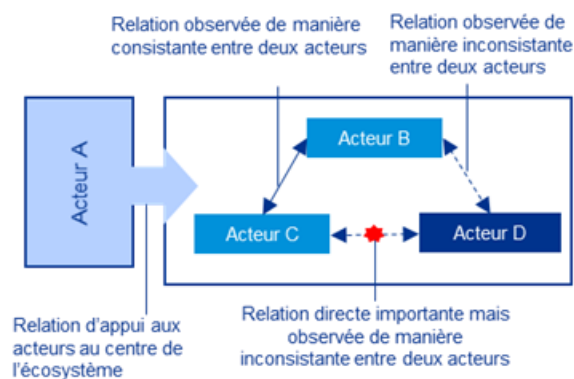 Relation observée de manière
consistante entre deux acteurs
Relation observée de
manière inconsistante
entre deux acteurs
Acteur A
Acteur B
Acteur C
Acteur D
Relation d'appui aux
acteurs au centre de
l'écosystème
Relation directe importante mais
observée de manière
inconsistante entre deux acteurs